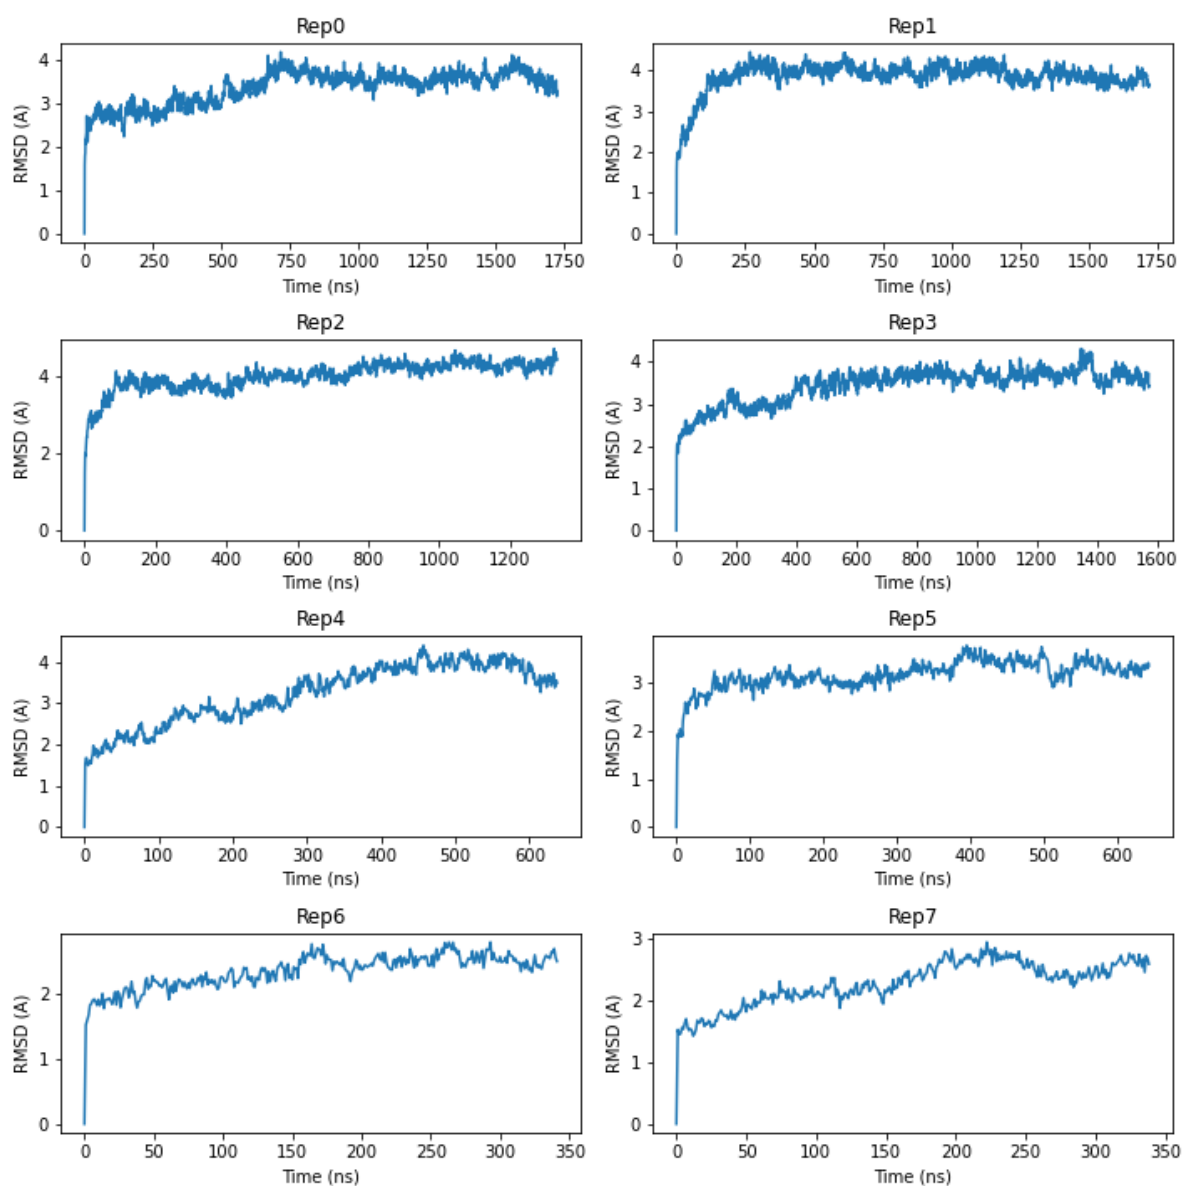 Rep0
4
3
2
1
0
RMSD (A)
0 250 500 750 1000 1250 1500 1750
Time (ns)
Rep1
4
3
2
1
0
RMSD (A)
0 250 500 750 1000 1250 1500 1750
Time (ns)
Rep2
4
2
0
RMSD (A)
0 200 400 600 800 1000 1200
Time (ns)
Rep3
4
3
2
1
0
RMSD (A)
0 200 400 600 800 1000 1200 1400 1600
Time (ns)
Rep4
4
3
2
1
0
RMSD (A)
0 100 200 300 400 500 600
Time (ns)
Rep5
3
2
1
0
RMSD (A)
0 100 200 300 400 500 600
Time (ns)
Rep6
2
1
0
RMSD (A)
0 50 100 150 200 250 300 350
Time (ns)
Rep7
3
2
1
0
RMSD (A)
0 50 100 150 200 250 300 350
Time (ns)